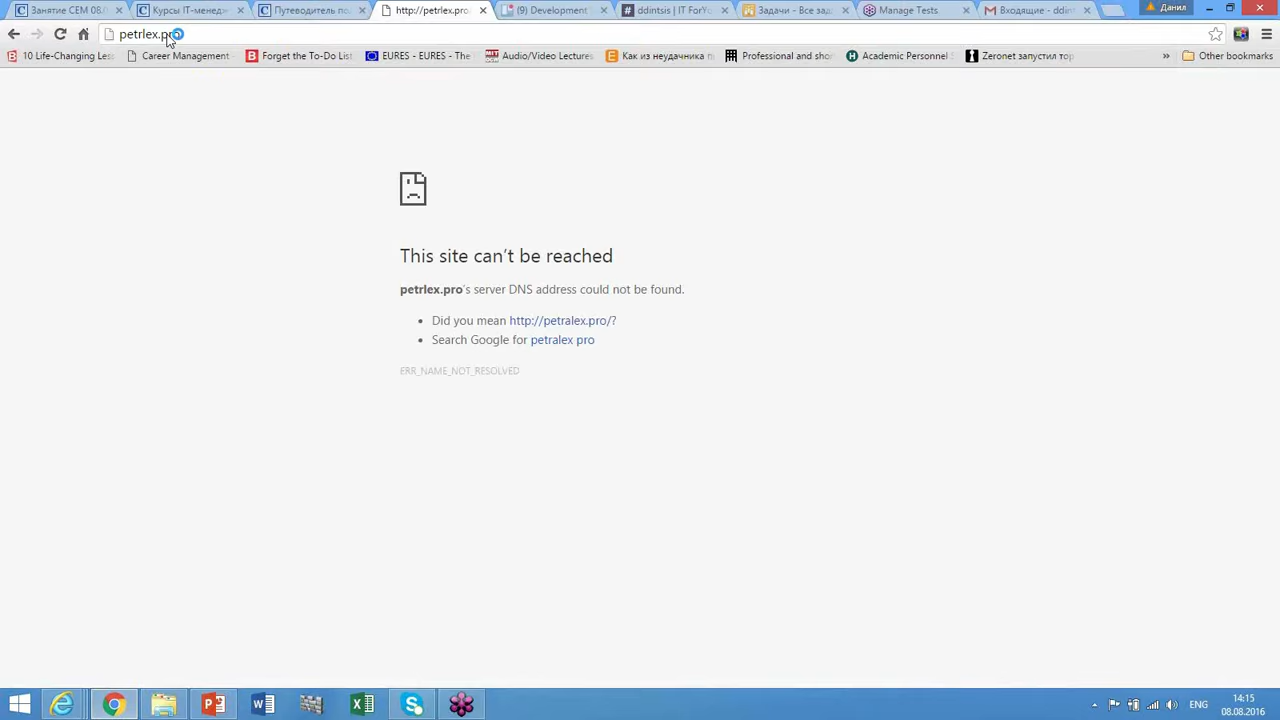 Занятие СЕМ 08/
Курсы IT-менедж
Путеводитель по
http://petrlex.pro
(9) Development
ddintsis | IT ForYo
Задачи - Все зад
Manage Tests
Входящие - ddin
Данил
petrlex.pro
10 Life-Changing Les
Career Management
Forget the To-Do List
EURES - EURES - The
Audio/Video Lectures
Как из неудачника п
Professional and shor
Academic Personnel
Zeronet запустил тор
»
Other bookmarks
This site can't be reached
petrlex.pro's server DNS address could not be found.
• Did you mean http://petralex.pro/?
• Search Google for petralex pro
ERR_NAME_NOT_RESOLVED
ENG
14:15
08.08.2016